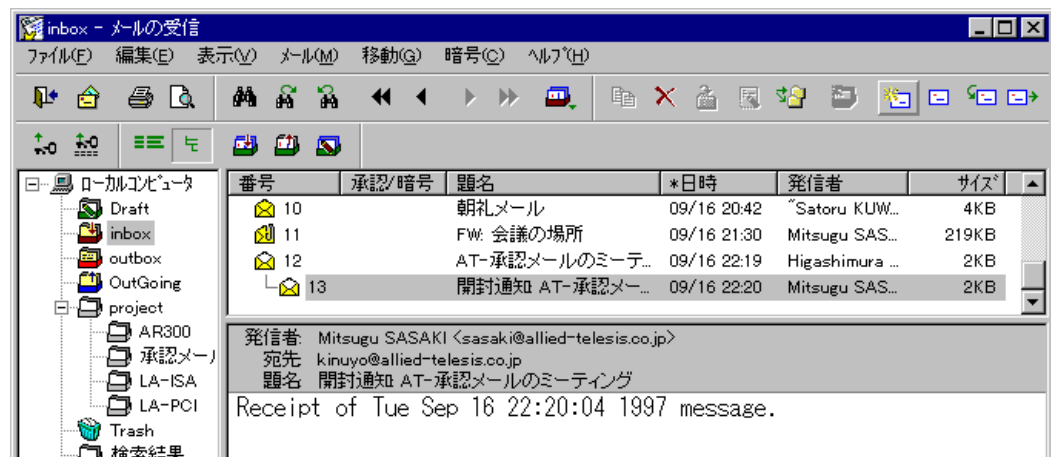 inbox - メールの受信
ファイル(F) 編集(E) 表示(V) メール(M) 移動(G) 暗号(C) ヘルプ(H)
ローカルコンピュータ
Draft
inbox
outbox
OutGoing
project
AR300
承認メー
LA-ISA
LA-PCI
Trash
検索結果
番号 承認/暗号 題名 *日時 発信者 サイズ
10 朝礼メール 09/16 20:42 "Satoru KUW... 4KB
11 FW: 会議の場所 09/16 21:30 Mitsugu SAS... 219KB
12 AT-承認メールのミーテ... 09/16 22:19 Higashimura ... 2KB
13 開封通知 AT-承認メー... 09/16 22:20 Mitsugu SAS... 2KB
発信者: Mitsugu SASAKI <sasaki@allied-telesis.co.jp>
宛先: kinuyo@allied-telesis.co.jp
題名: 開封通知 AT-承認メールのミーティング
Receipt of Tue Sep 16 22:20:04 1997 message.